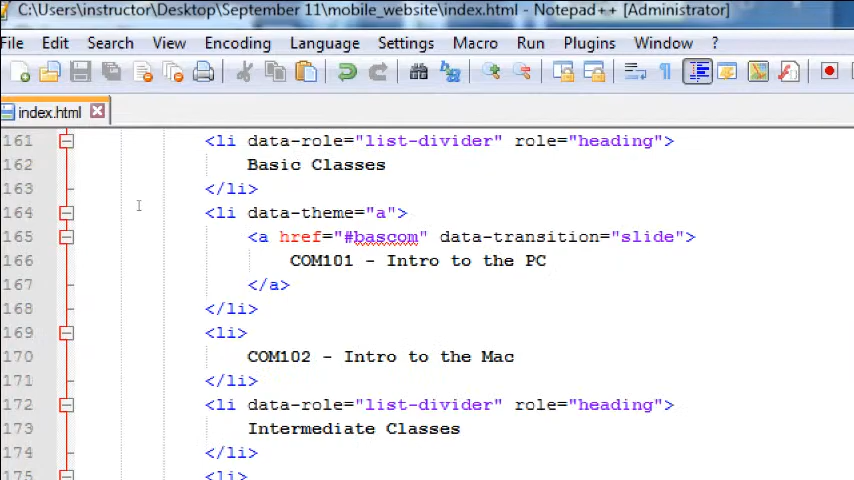 C:\Users\instructor\Desktop\September 11\mobile_website\index.html - Notepad++ [Administrator]
File Edit Search View Encoding Language Settings Macro Run Plugins Window ?
index.html
161 <li data-role="list-divider" role="heading">
162 Basic Classes
163 </li>
164 <li data-theme="a">
165 <a href="#bascom" data-transition="slide">
166 COM101 - Intro to the PC
167 </a>
168 </li>
169 <li>
170 COM102 - Intro to the Mac
171 </li>
172 <li data-role="list-divider" role="heading">
173 Intermediate Classes
174 </li>
175 <li>